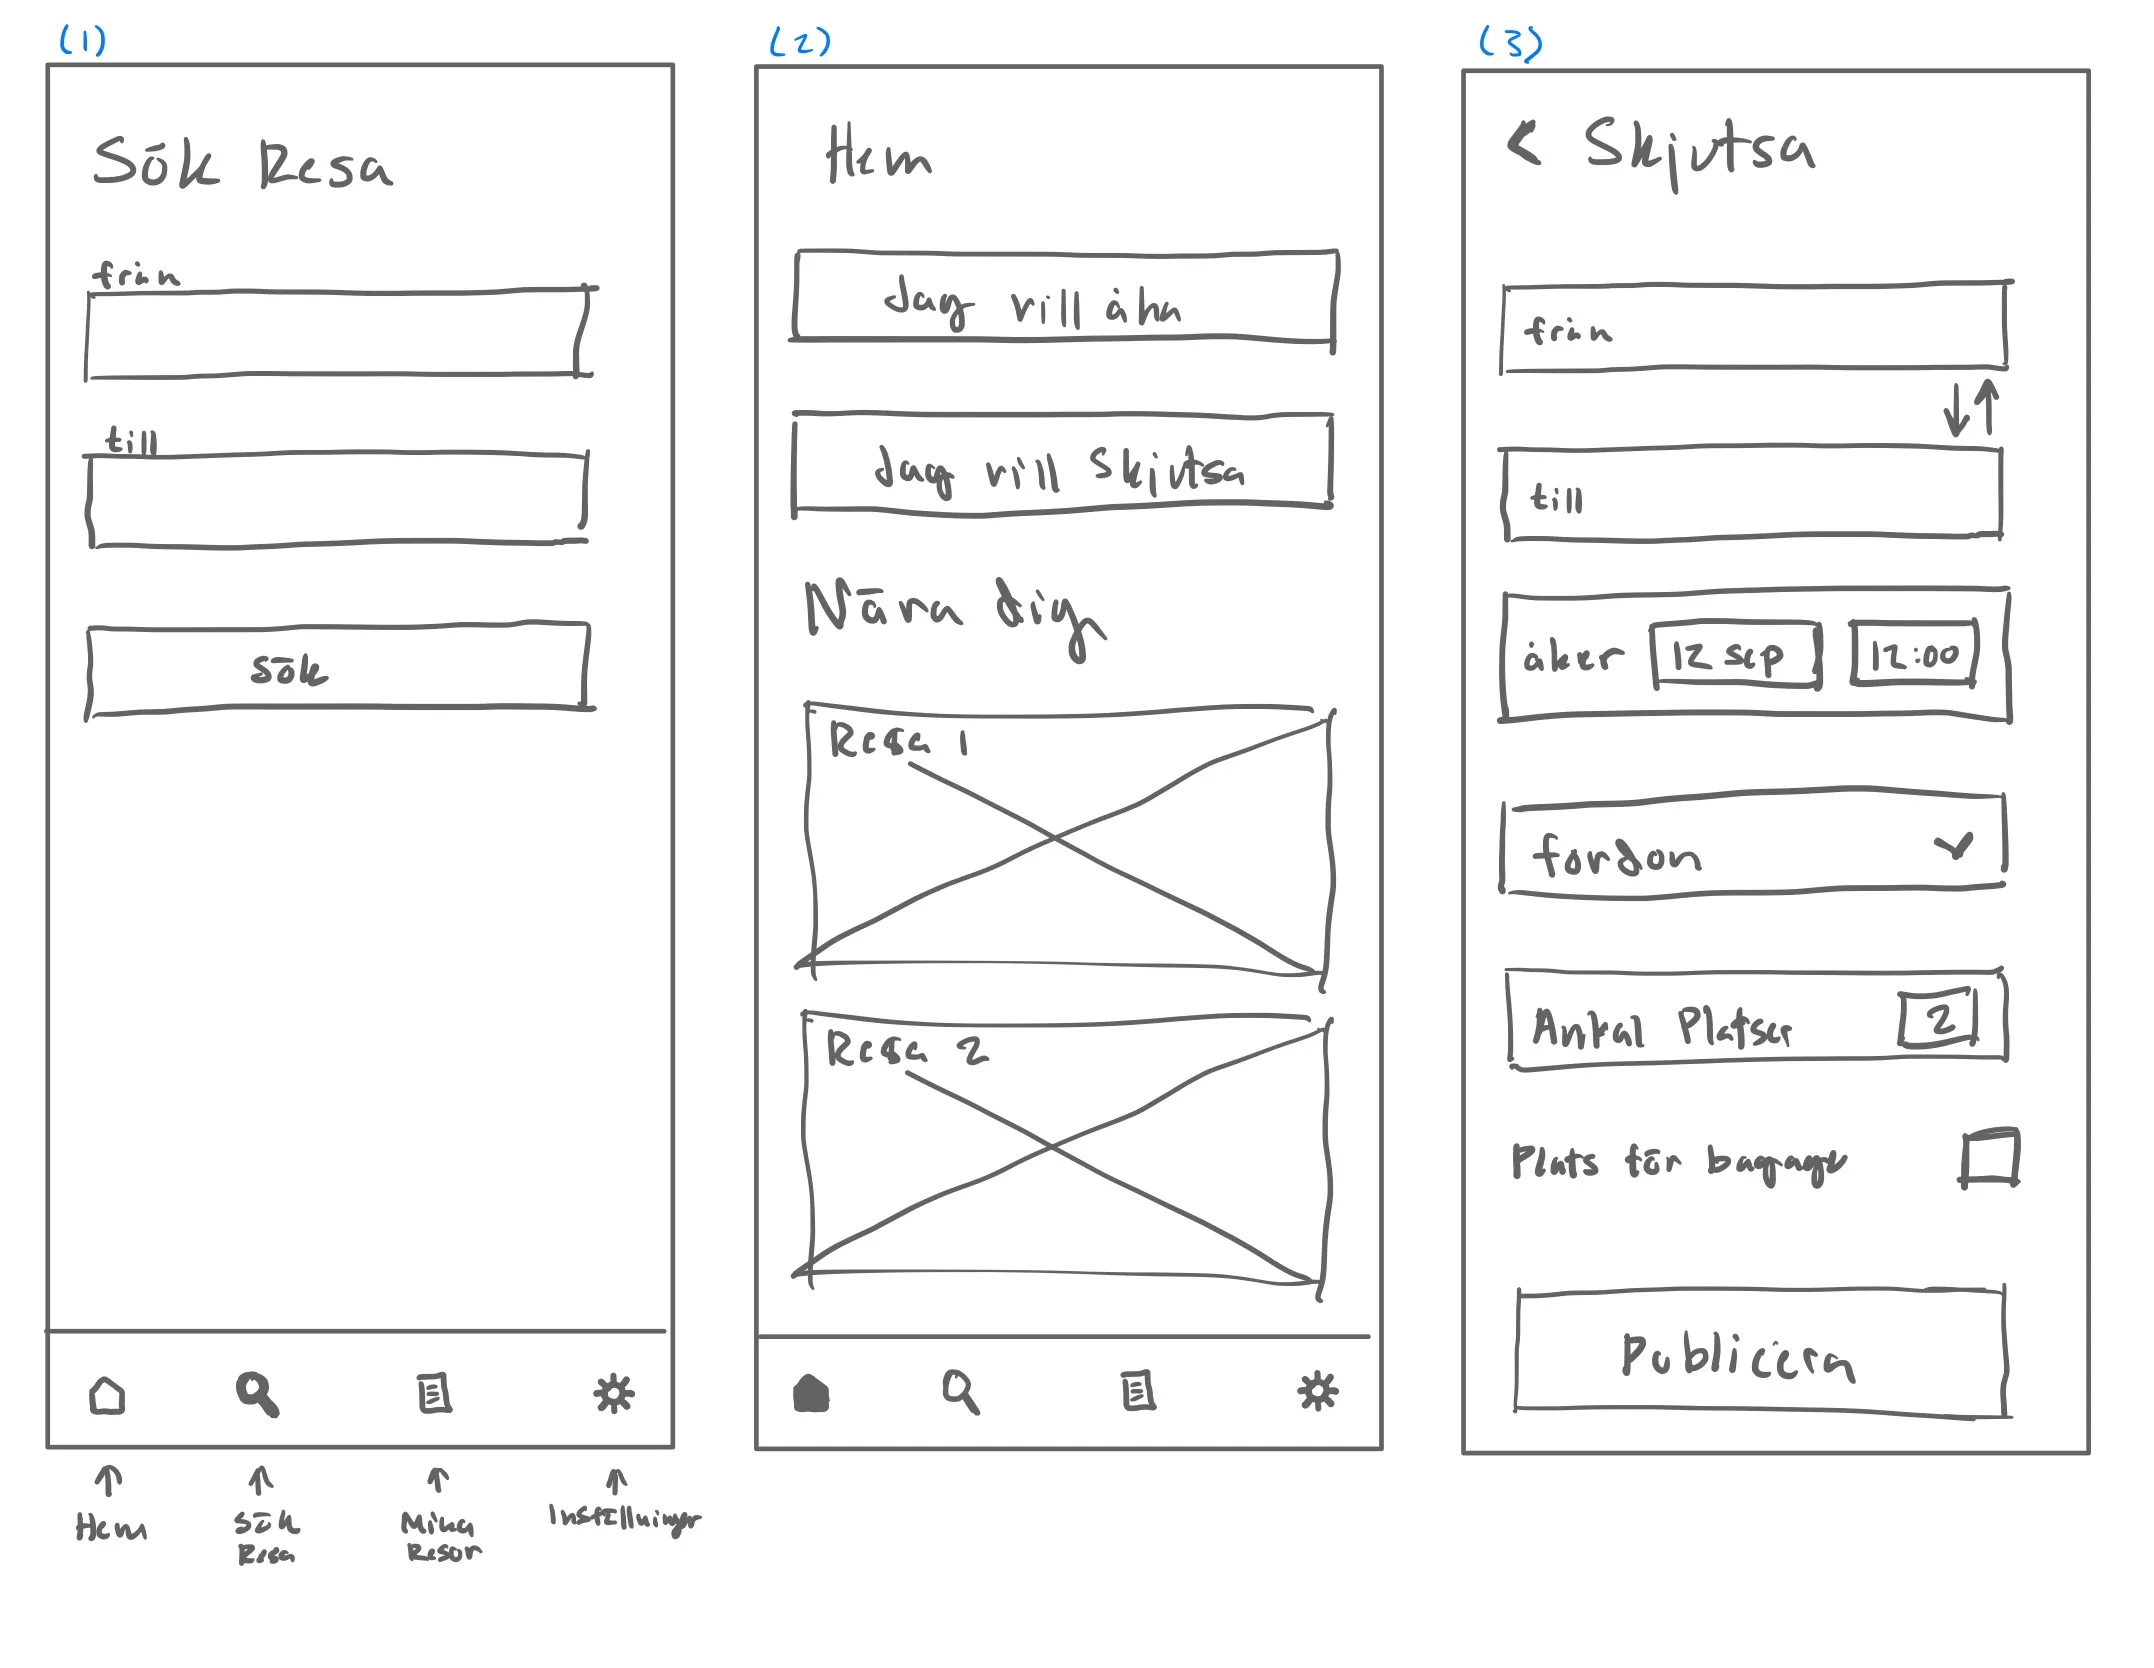 (1)
Sök Resa
från
till
sök
Hem
Sök
Resa
Mina
Resor
Inställningar
(2)
Hem
Jag vill åka
Jag vill Skjutsa
Nära dig
Resa 1
Resa 2
(3)
< Skjutsa
från
till
åker 12 sep 12:00
fordon
Antal Platser 2
Plats för bagage
Publicera